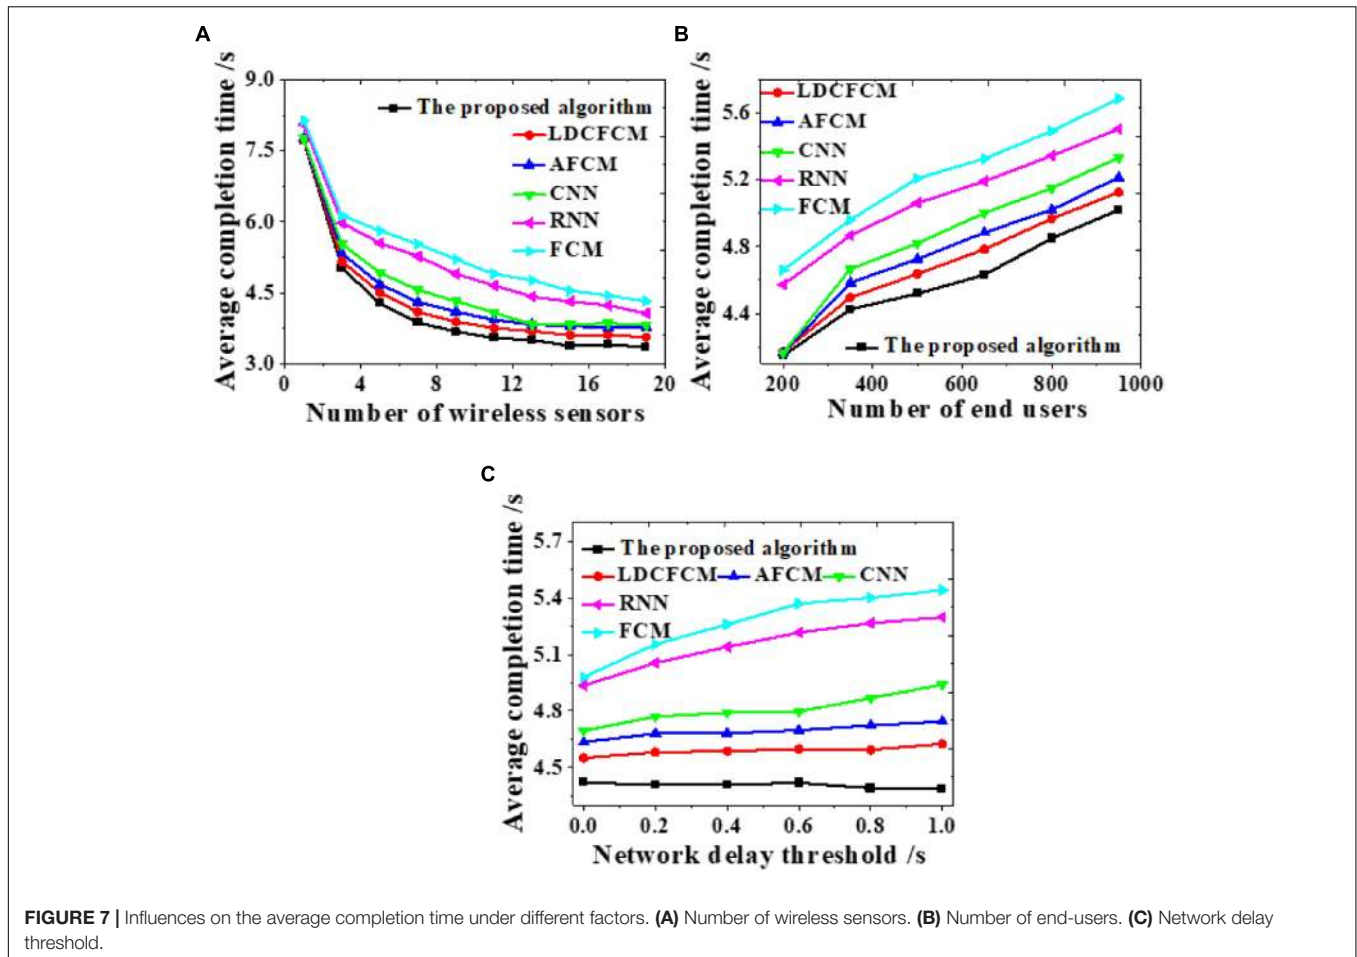 A
Average completion time /s
9.0
7.5
6.0
4.5
3.0
The proposed algorithm
LDCFCM
AFCM
CNN
RNN
FCM
0 4 8 12 16 20
Number of wireless sensors
B
Average completion time /s
5.6
5.2
4.8
4.4
LDCFCM
AFCM
CNN
RNN
FCM
The proposed algorithm
200 400 600 800 1000
Number of end users
C
Average completion time /s
5.7
5.4
5.1
4.8
4.5
The proposed algorithm
LDCFCM AFCM CNN
RNN
FCM
0.0 0.2 0.4 0.6 0.8 1.0
Network delay threshold /s
FIGURE 7 | Influences on the average completion time under different factors. (A) Number of wireless sensors. (B) Number of end-users. (C) Network delay
threshold.